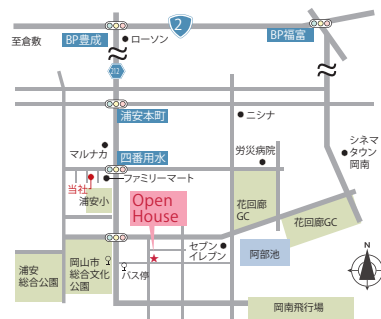 2
BP豊成
ローソン
BP福富
至倉敷
212
浦安本町
ニシナ
マルナカ
四番用水
労災病院
シネマ
タウン
岡南
ファミリーマート
当社
浦安小
Open
House
花回廊
GC
花回廊
GC
セブン
イレブン
阿部池
浦安
総合公園
岡山市
総合文化
公園
バス停
N
岡南飛行場